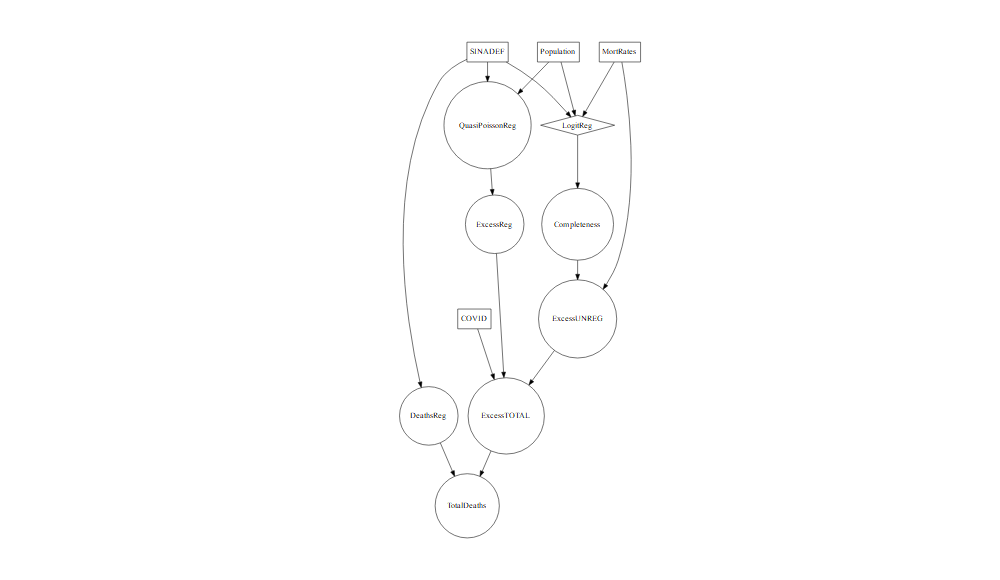 SINADEF
Population
MortRates
QuasiPoissonReg
LogitReg
ExcessReg
Completeness
COVID
ExcessUNREG
DeathsReg
ExcessTOTAL
TotalDeaths